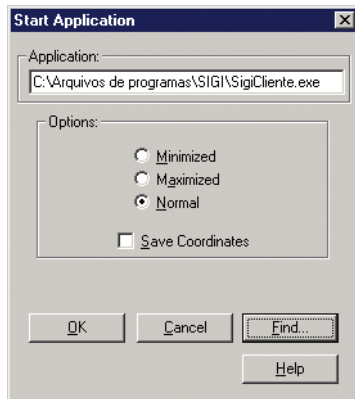 Start Application
Application:
C:\Arquivos de programas\SIGI\SigiCliente.exe
Options:
Minimized
Maximized
Normal
Save Coordinates
OK Cancel Find...
Help